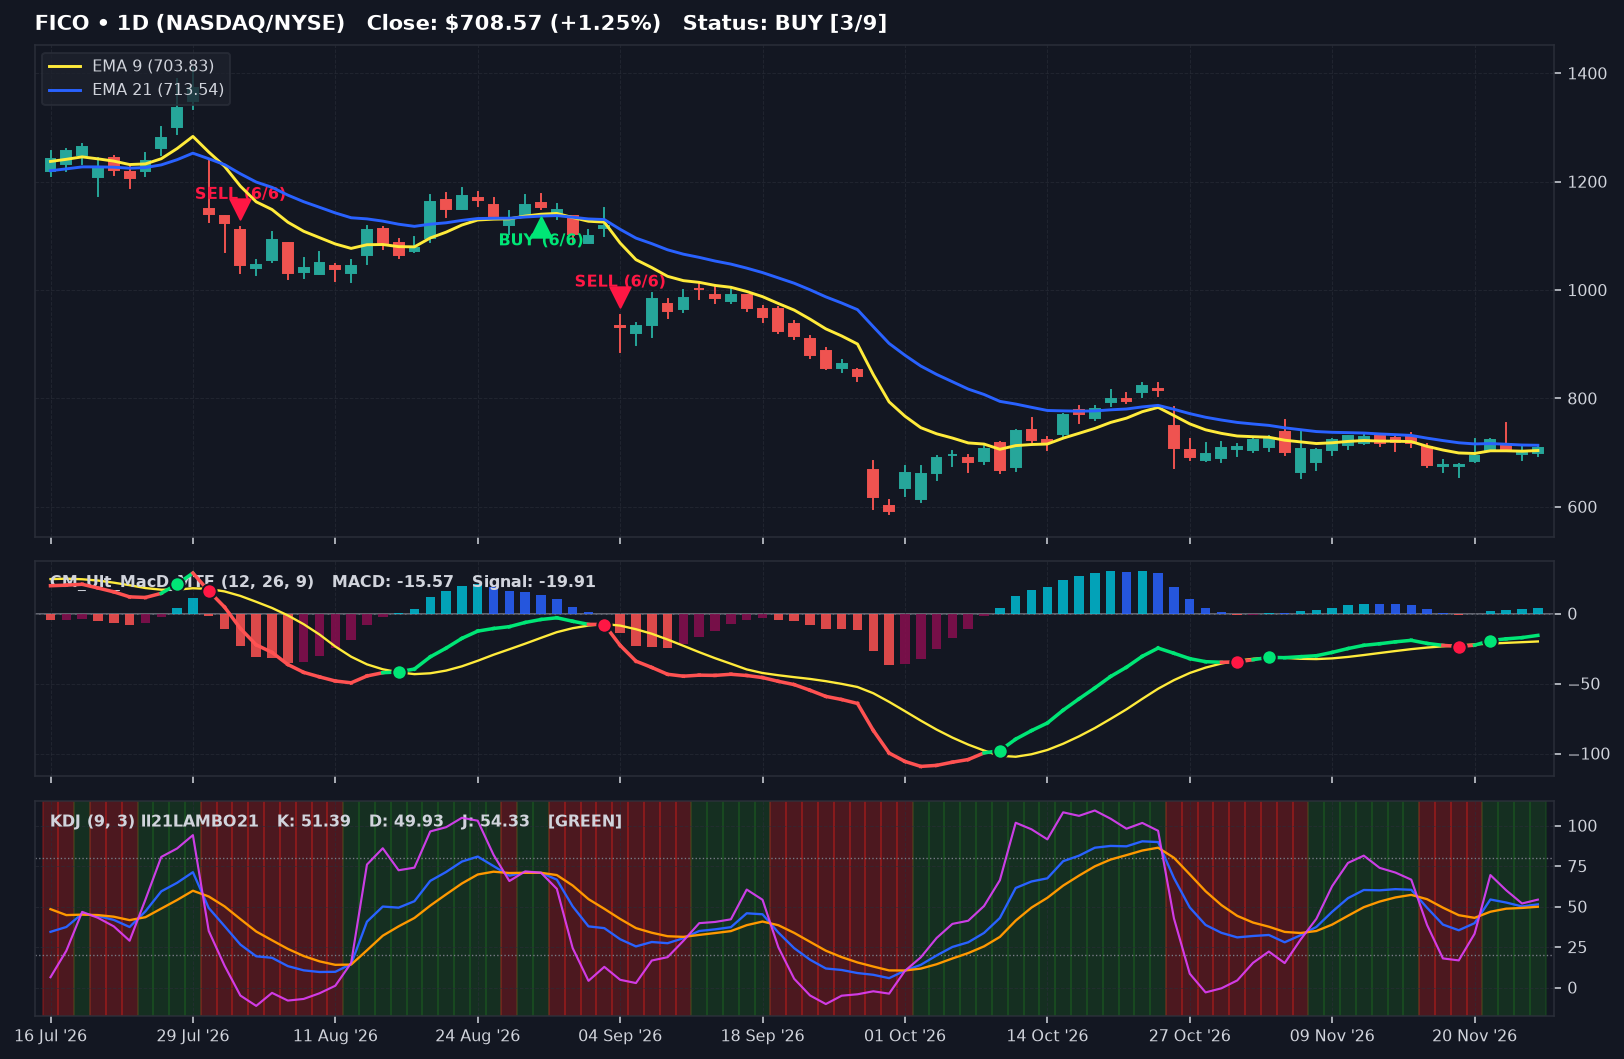 FICO • 1D (NASDAQ/NYSE)   Close: $708.57 (+1.25%)   Status: BUY [3/9]
EMA 9 (703.83)
EMA 21 (713.54)
SELL (6/6)
BUY (6/6)
SELL (6/6)
1400
1200
1000
800
600
CM_Ult_MacD_MTF (12, 26, 9)   MACD: -15.57   Signal: -19.91
0
−50
−100
KDJ (9, 3) ll21LAMBO21   K: 51.39   D: 49.93   J: 54.33   [GREEN]
100
75
50
25
0
16 Jul '26
29 Jul '26
11 Aug '26
24 Aug '26
04 Sep '26
18 Sep '26
01 Oct '26
14 Oct '26
27 Oct '26
09 Nov '26
20 Nov '26